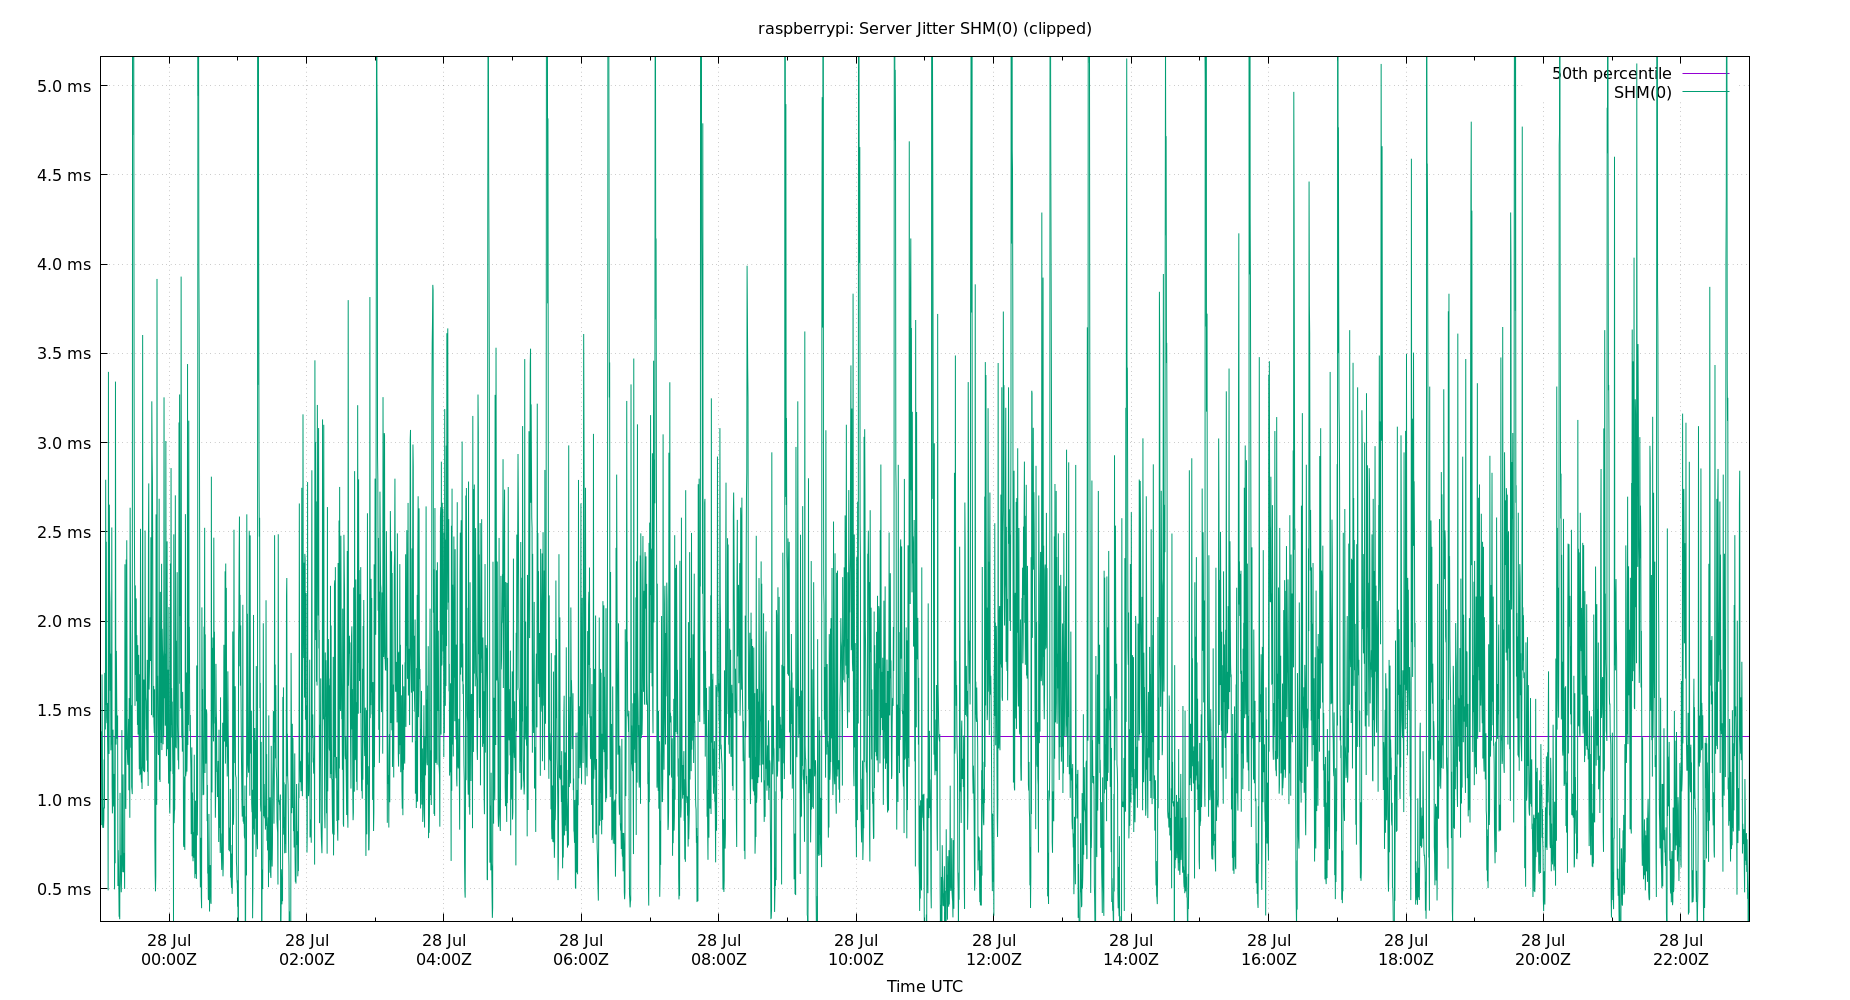 raspberrypi: Server Jitter SHM(0) (clipped)
50th percentile
SHM(0)
5.0 ms
4.5 ms
4.0 ms
3.5 ms
3.0 ms
2.5 ms
2.0 ms
1.5 ms
1.0 ms
0.5 ms
28 Jul 28 Jul 28 Jul 28 Jul 28 Jul 28 Jul 28 Jul 28 Jul 28 Jul 28 Jul 28 Jul 28 Jul
00:00Z 02:00Z 04:00Z 06:00Z 08:00Z 10:00Z 12:00Z 14:00Z 16:00Z 18:00Z 20:00Z 22:00Z
Time UTC